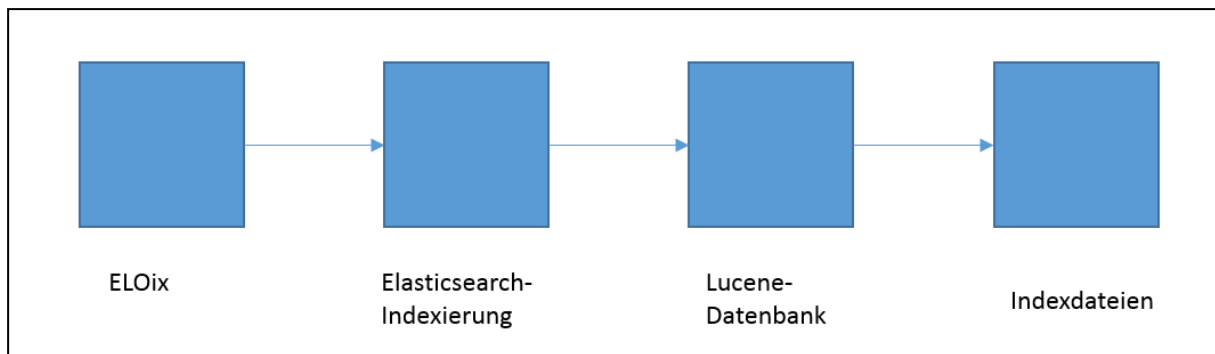 ELOix
Elasticsearch-
Indexierung
Lucene-
Datenbank
Indexdateien